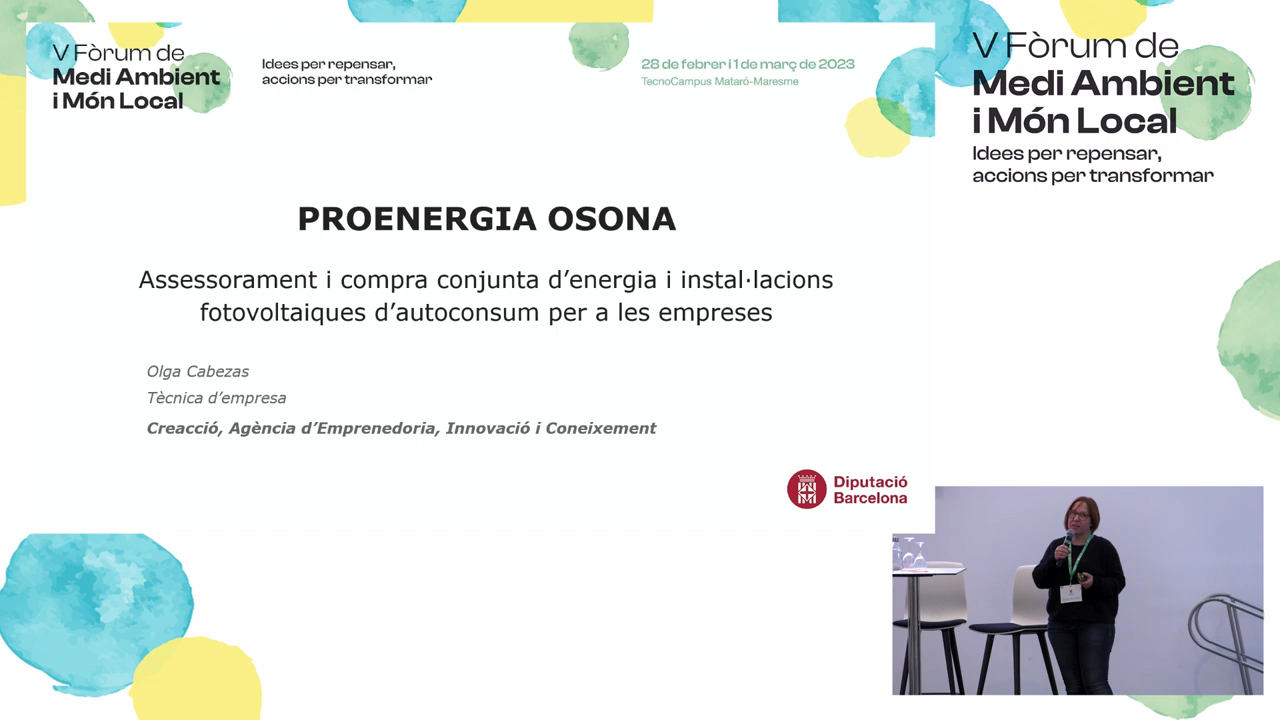 V Fòrum de
Medi Ambient
i Món Local
Idees per repensar,
accions per transformar
28 de febrer i 1 de març de 2023
TecnoCampus Mataró-Maresme
PROENERGIA OSONA
Assessorament i compra conjunta d’energia i instal·lacions
fotovoltaiques d’autoconsum per a les empreses
Olga Cabezas
Tècnica d’empresa
Creacció, Agència d’Emprenedoria, Innovació i Coneixement
Diputació
Barcelona
V Fòrum de
Medi Ambient
i Món Local
Idees per repensar,
accions per transformar